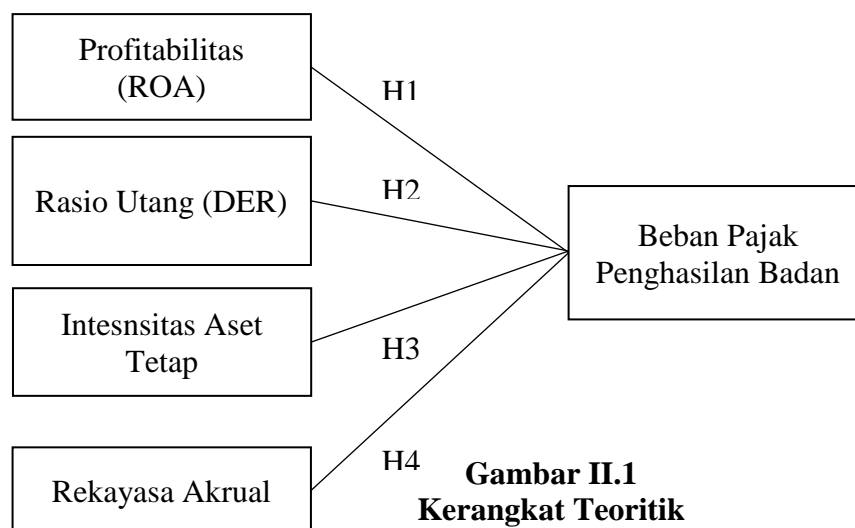 Profitabilitas
(ROA)
H1
Rasio Utang (DER)
H2
Beban Pajak
Penghasilan Badan
Intesnsitas Aset
Tetap
H3
Rekayasa Akrual
H4
Gambar II.1
Kerangkat Teoritik